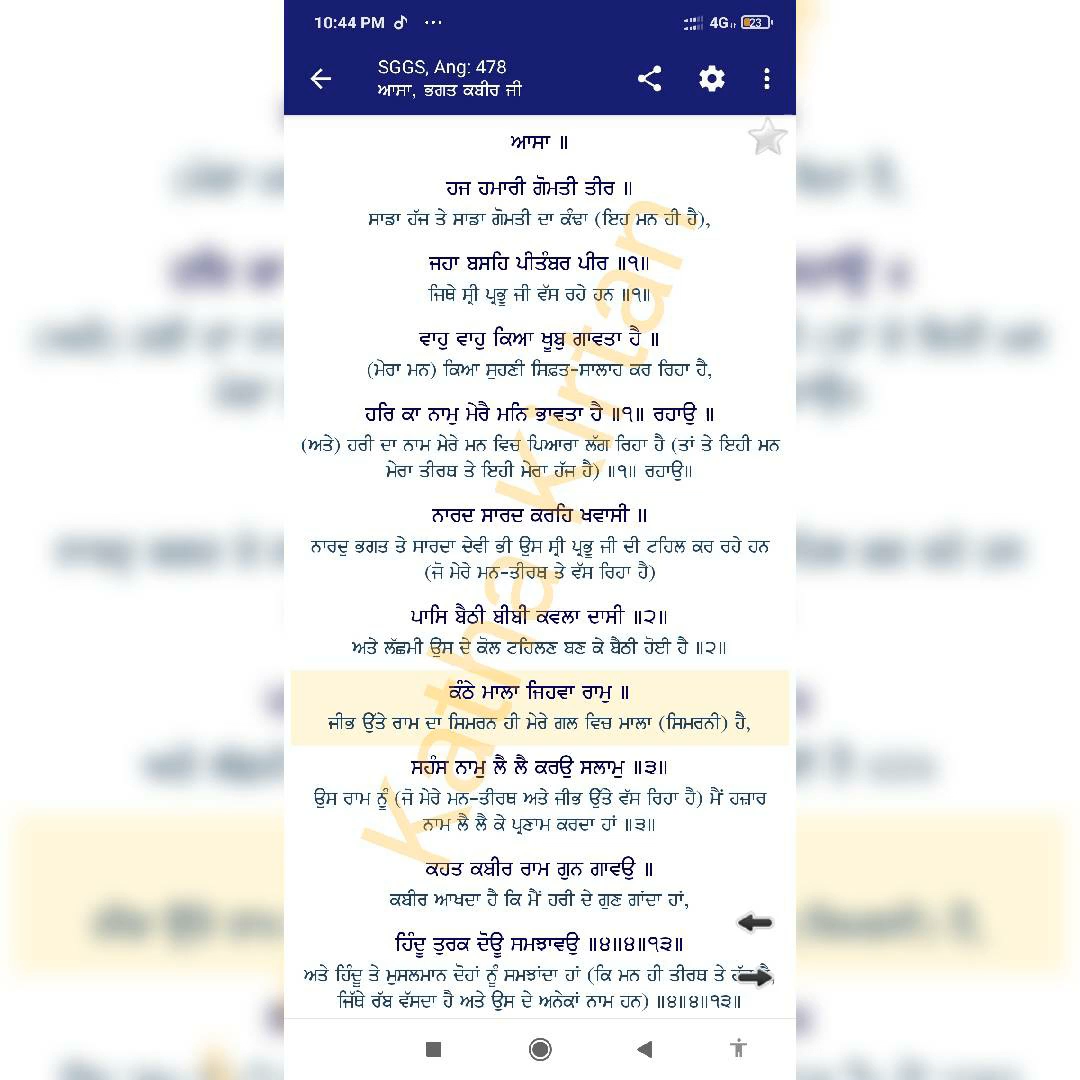 10:44 PM ...
4G 23
SGGS, Ang: 478
ਆਸਾ, ਭਗਤ ਕਬੀਰ ਜੀ
ਆਸਾ ॥
ਹਜ ਹਮਾਰੀ ਗੋਮਤੀ ਤੀਰ ॥
ਸਾਡਾ ਹੱਜ ਤੇ ਸਾਡਾ ਗੋਮਤੀ ਦਾ ਕੰਢਾ (ਇਹ ਮਨ ਹੀ ਹੈ),
ਜਹਾ ਬਸਹਿ ਪੀਤੰਬਰ ਪੀਰ ॥੧॥
ਜਿਥੇ ਸ੍ਰੀ ਪ੍ਰਭੂ ਜੀ ਵੱਸ ਰਹੇ ਹਨ ॥੧॥
ਵਾਹੁ ਵਾਹੁ ਕਿਆ ਖੂਬੁ ਗਾਵਤਾ ਹੈ ॥
(ਮੇਰਾ ਮਨ) ਕਿਆ ਸੁਹਣੀ ਸਿਫ਼ਤ-ਸਾਲਾਹ ਕਰ ਰਿਹਾ ਹੈ,
ਹਰਿ ਕਾ ਨਾਮੁ ਮੇਰੈ ਮਨਿ ਭਾਵਤਾ ਹੈ ॥੧॥ ਰਹਾਉ ॥
(ਅਤੇ) ਹਰੀ ਦਾ ਨਾਮ ਮੇਰੇ ਮਨ ਵਿਚ ਪਿਆਰਾ ਲੱਗ ਰਿਹਾ ਹੈ (ਤਾਂ ਤੇ ਇਹੀ ਮਨ
ਮੇਰਾ ਤੀਰਥ ਤੇ ਇਹੀ ਮੇਰਾ ਹੱਜ ਹੈ) ॥੧॥ ਰਹਾਉ॥
ਨਾਰਦ ਸਾਰਦ ਕਰਹਿ ਖਵਾਸੀ ॥
ਨਾਰਦੁ ਭਗਤ ਤੇ ਸਾਰਦਾ ਦੇਵੀ ਭੀ ਉਸ ਸ੍ਰੀ ਪ੍ਰਭੂ ਜੀ ਦੀ ਟਹਿਲ ਕਰ ਰਹੇ ਹਨ
(ਜੋ ਮੇਰੇ ਮਨ-ਤੀਰਥ ਤੇ ਵੱਸ ਰਿਹਾ ਹੈ)
ਪਾਸਿ ਬੈਠੀ ਬੀਬੀ ਕਵਲਾ ਦਾਸੀ ॥੨॥
ਅਤੇ ਲੱਛਮੀ ਉਸ ਦੇ ਕੋਲ ਟਹਿਲਣ ਬਣ ਕੇ ਬੈਠੀ ਹੋਈ ਹੈ ॥੨॥
ਕੰਠੇ ਮਾਲਾ ਜਿਹਵਾ ਰਾਮੁ ॥
ਜੀਭ ਉੱਤੇ ਰਾਮ ਦਾ ਸਿਮਰਨ ਹੀ ਮੇਰੇ ਗਲ ਵਿਚ ਮਾਲਾ (ਸਿਮਰਨੀ) ਹੈ,
ਸਹੰਸ ਨਾਮੁ ਲੈ ਲੈ ਕਰਉ ਸਲਾਮੁ ॥੩॥
ਉਸ ਰਾਮ ਨੂੰ (ਜੋ ਮੇਰੇ ਮਨ-ਤੀਰਥ ਅਤੇ ਜੀਭ ਉੱਤੇ ਵੱਸ ਰਿਹਾ ਹੈ) ਮੈਂ ਹਜ਼ਾਰ
ਨਾਮ ਲੈ ਲੈ ਕੇ ਪ੍ਰਣਾਮ ਕਰਦਾ ਹਾਂ ॥੩॥
ਕਹਤ ਕਬੀਰ ਰਾਮ ਗੁਨ ਗਾਵਉ ॥
ਕਬੀਰ ਆਖਦਾ ਹੈ ਕਿ ਮੈਂ ਹਰੀ ਦੇ ਗੁਣ ਗਾਂਦਾ ਹਾਂ,
ਹਿੰਦੂ ਤੁਰਕ ਦੋਊ ਸਮਝਾਵਉ ॥੪॥੪॥੧੩॥
ਅਤੇ ਹਿੰਦੂ ਤੇ ਮੁਸਲਮਾਨ ਦੋਹਾਂ ਨੂੰ ਸਮਝਾਂਦਾ ਹਾਂ (ਕਿ ਮਨ ਹੀ ਤੀਰਥ ਤੇ
ਜਿੱਥੇ ਰੱਬ ਵੱਸਦਾ ਹੈ ਅਤੇ ਉਸ ਦੇ ਅਨੇਕਾਂ ਨਾਮ ਹਨ) ॥੪॥੪॥੧੩॥
Katha Kirtan